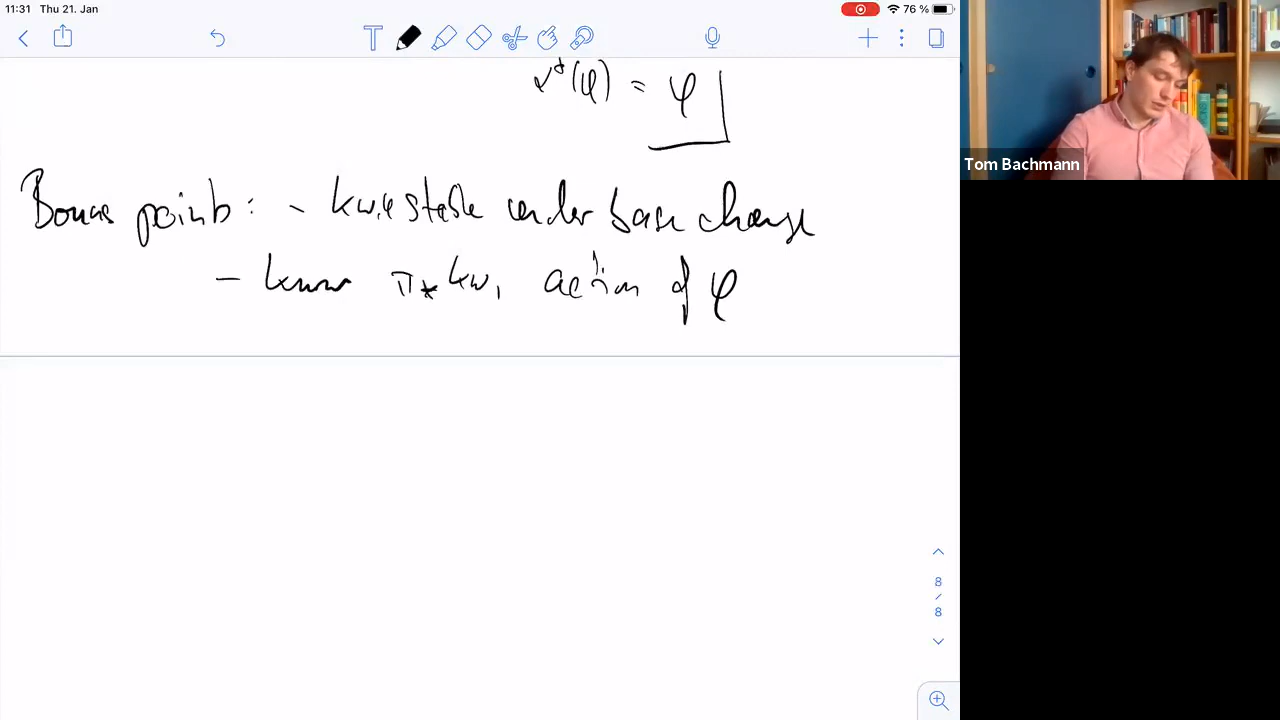 11:31 Thu 21. Jan 76 %
γ*(φ) = φ
Tom Bachmann
Bonus points: - kw, φ stable under base change
- know π_* kw, action of φ
8
8